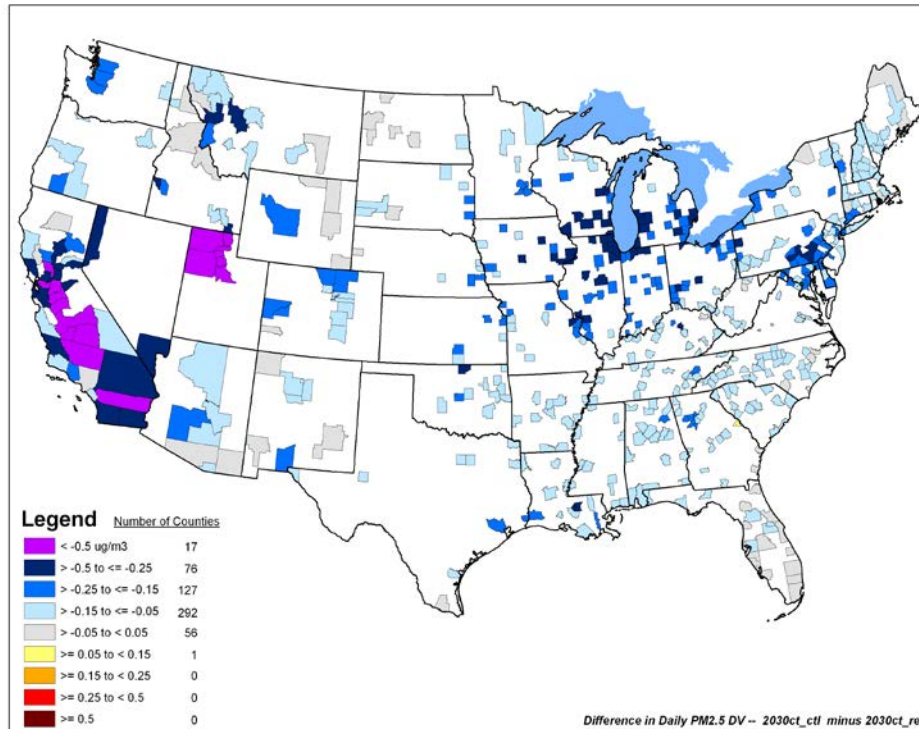 Legend Number of Counties
< -0.5 ug/m3 17
> -0.5 to <= -0.25 76
> -0.25 to <= -0.15 127
> -0.15 to <= -0.05 292
> -0.05 to < 0.05 56
>= 0.05 to < 0.15 1
>= 0.15 to < 0.25 0
>= 0.25 to < 0.5 0
>= 0.5 0
Difference in Daily PM2.5 DV -- 2030ct_ctl minus 2030ct_re